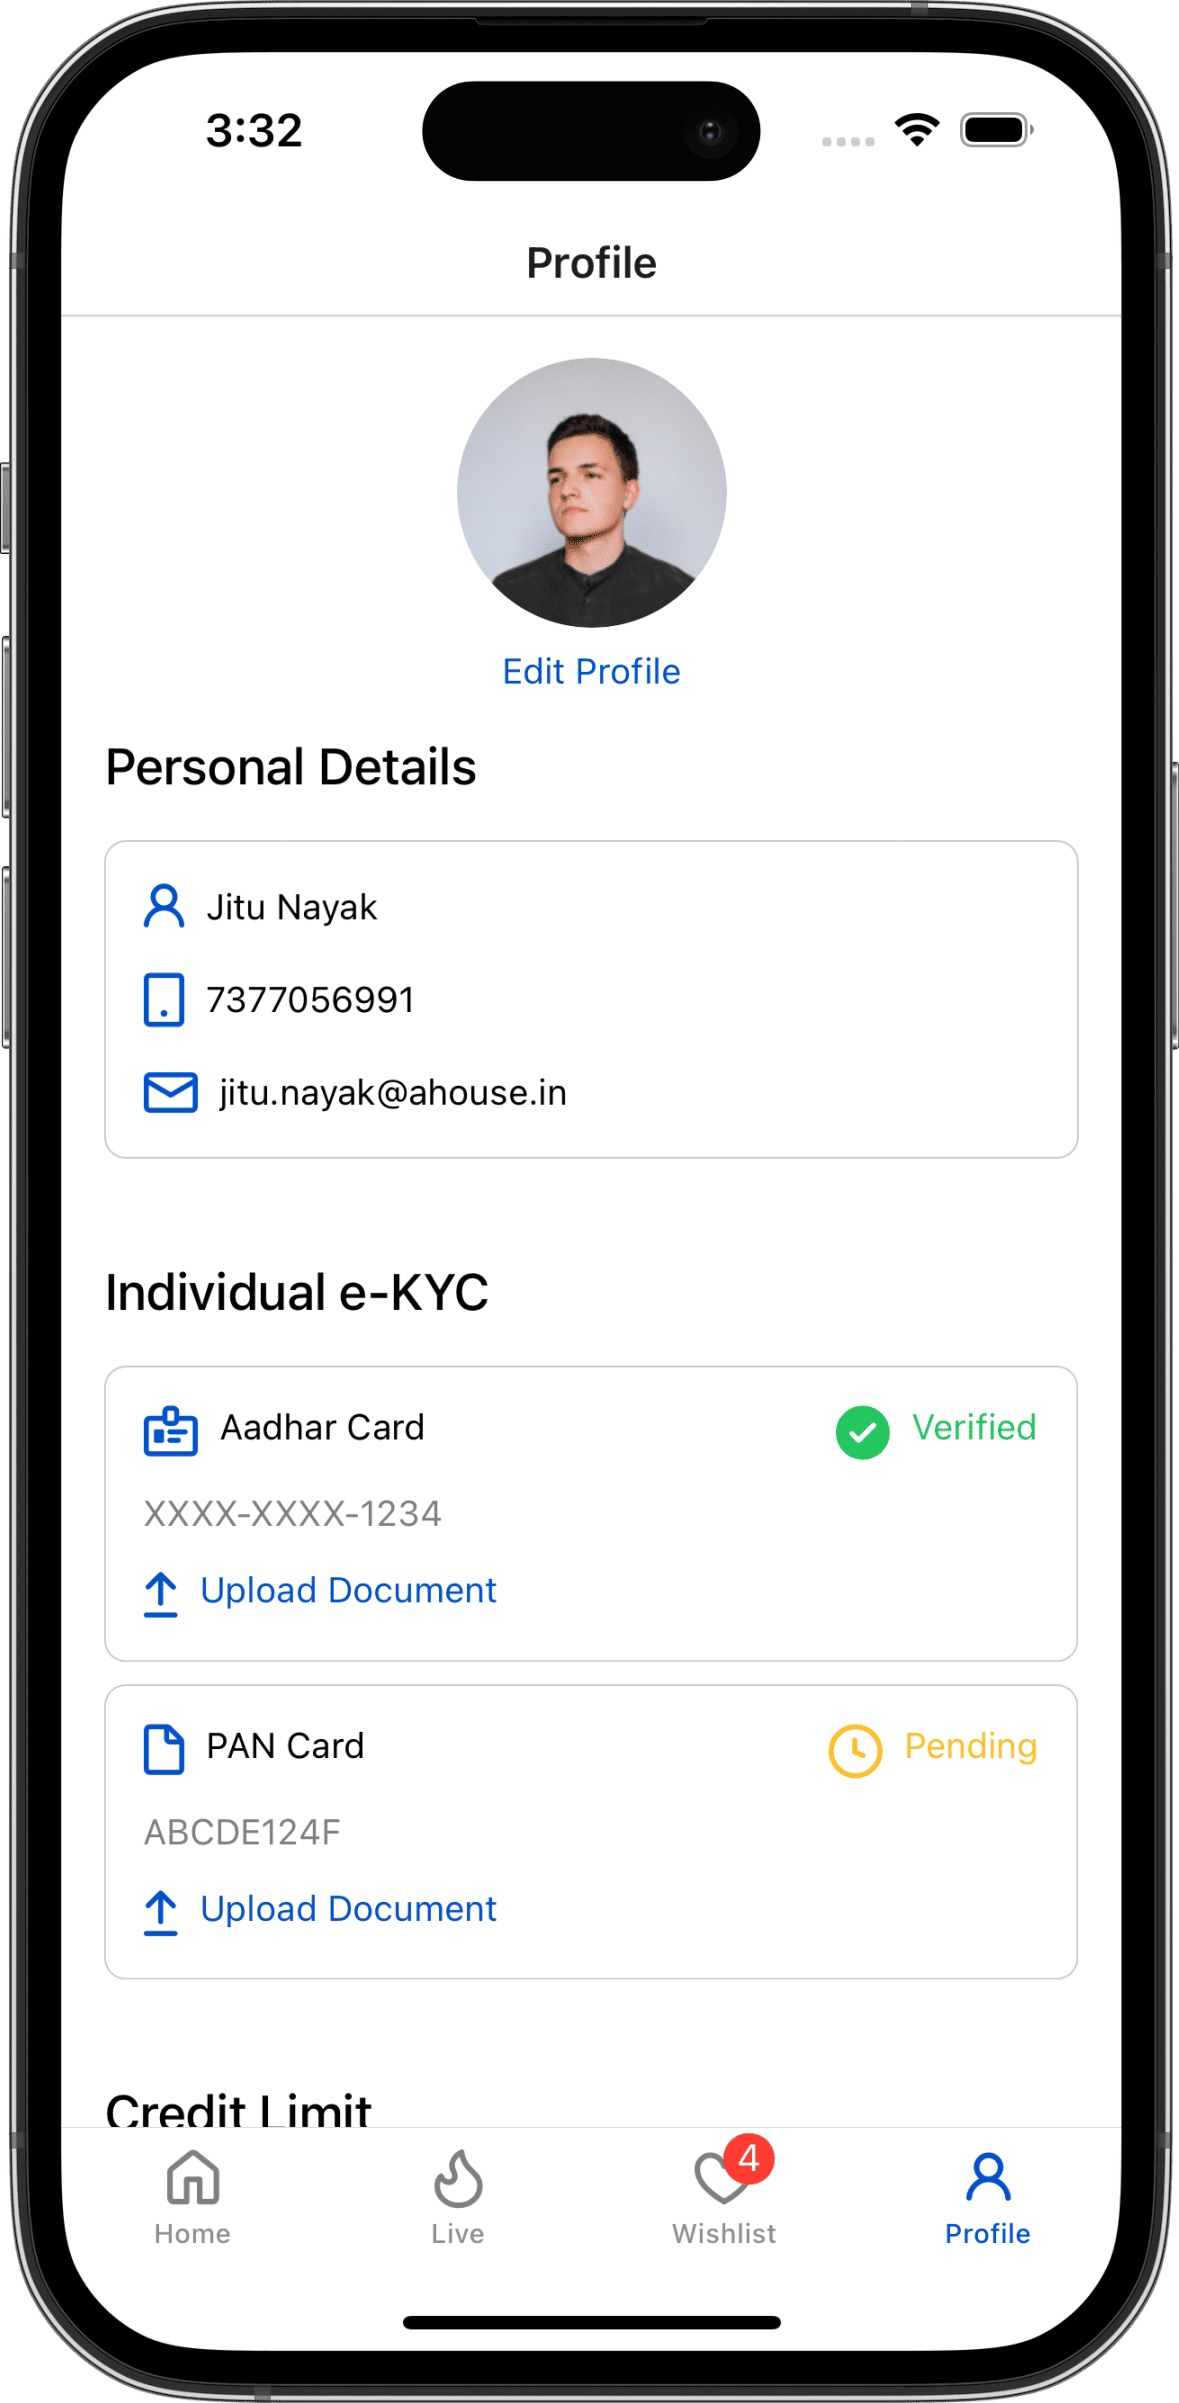 3:32
Profile
Edit Profile
Personal Details
Jitu Nayak
7377056991
jitu.nayak@ahouse.in
Individual e-KYC
Aadhar Card
Verified
XXXX-XXXX-1234
Upload Document
PAN Card
Pending
ABCDE124F
Upload Document
Credit Limit
4
Home
Live
Wishlist
Profile